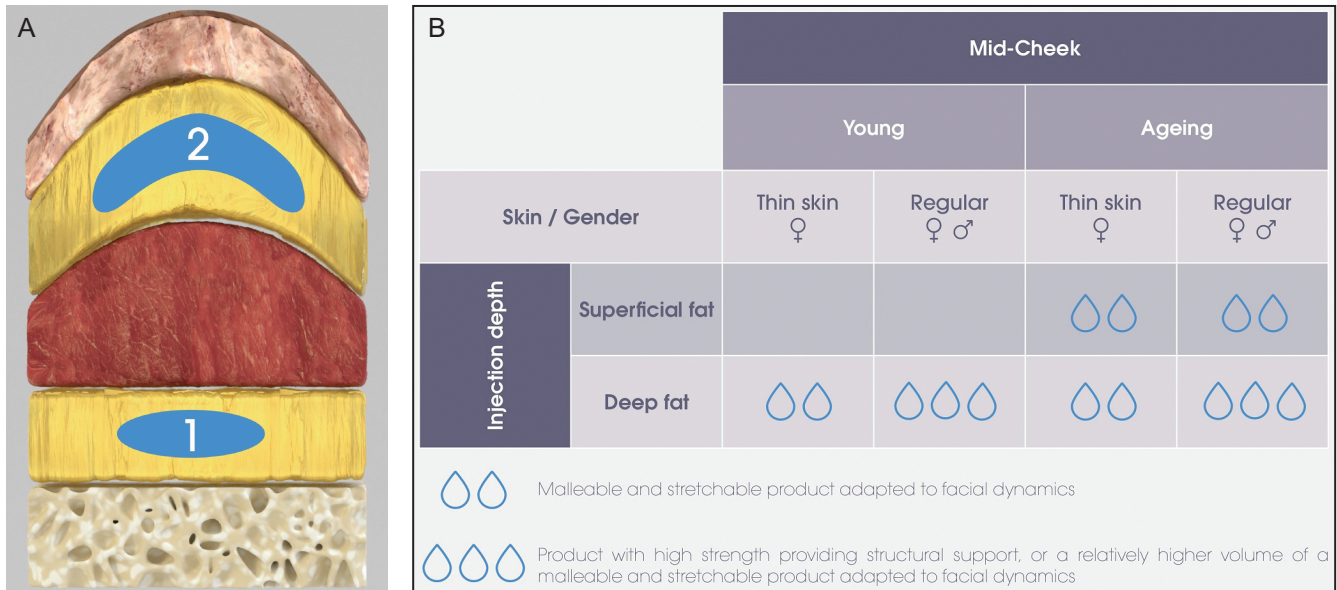 A
2
1
B
Mid-Cheek
Young
Ageing
Skin / Gender
Thin skin
♀
Regular
♀ ♂
Thin skin
♀
Regular
♀ ♂
Injection depth
Superficial fat
Deep fat
Malleable and stretchable product adapted to facial dynamics
Product with high strength providing structural support, or a relatively higher volume of a
malleable and stretchable product adapted to facial dynamics